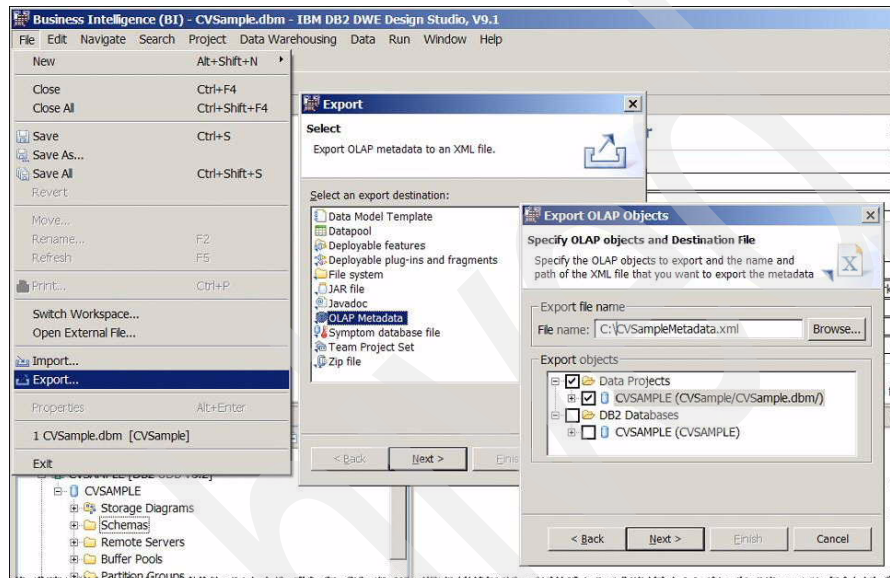 Business Intelligence (BI) - CVSample.dbm - IBM DB2 DWE Design Studio, V9.1
File Edit Navigate Search Project Data Warehousing Data Run Window Help
New Alt+Shift+N
Close Ctrl+F4
Close All Ctrl+Shift+F4
Save Ctrl+S
Save As...
Save All Ctrl+Shift+S
Revert
Move...
Rename... F2
Refresh F5
Print... Ctrl+P
Switch Workspace...
Open External File...
Import...
Export...
Properties Alt+Enter
1 CVSample.dbm [CVSample]
Exit
CVSAMPLE
Storage Diagrams
Schemas
Remote Servers
Buffer Pools
Partition Groups
Export
Select
Export OLAP metadata to an XML file.
Select an export destination:
Data Model Template
Datapool
Deployable features
Deployable plug-ins and fragments
File system
JAR file
Javadoc
OLAP Metadata
Symptom database file
Team Project Set
Zip file
< Back Next >
Export OLAP Objects
Specify OLAP objects and Destination File
Specify the OLAP objects to export and the name and
path of the XML file that you want to export the metadata
Export file name
File name: C:\CVSampleMetadata.xml Browse...
Export objects
Data Projects
CVSAMPLE (CVSample/CVSample.dbm/)
DB2 Databases
CVSAMPLE (CVSAMPLE)
< Back Next > Finish Cancel